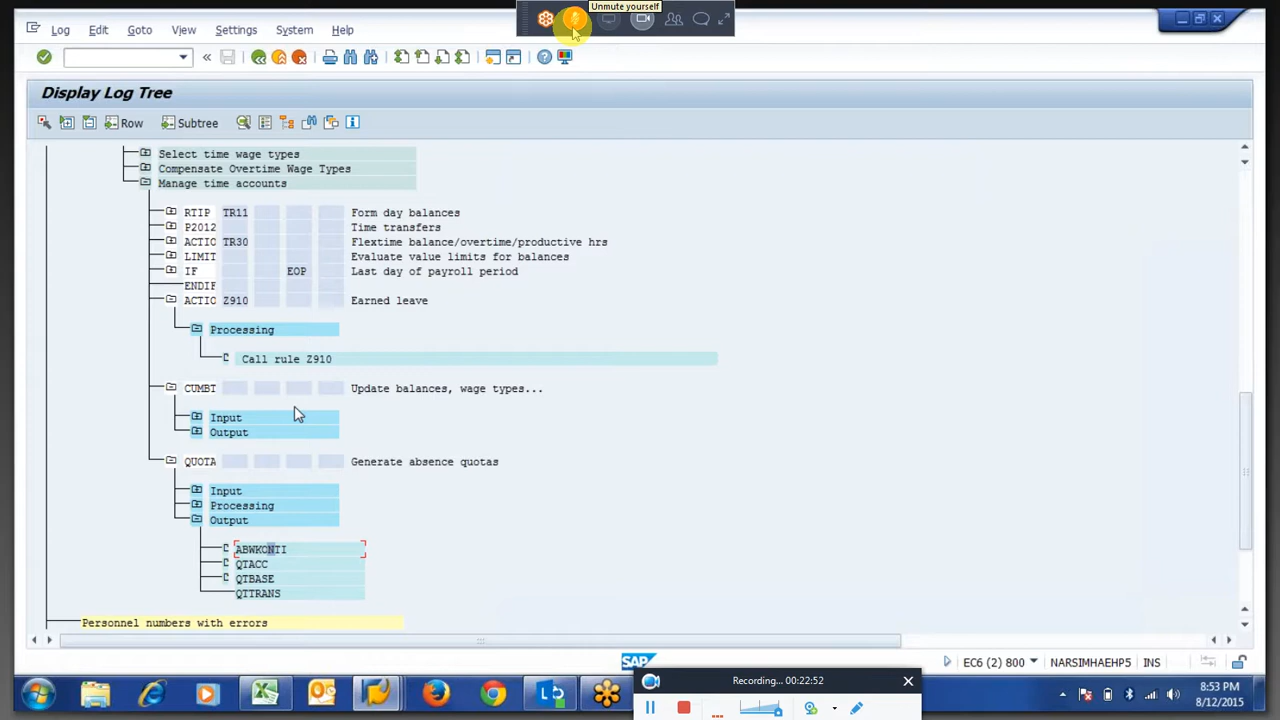 Unmute yourself
Log Edit Goto View Settings System Help
Display Log Tree
Row Subtree
Select time wage types
Compensate Overtime Wage Types
Manage time accounts
RTIP TR11 Form day balances
P2012 Time transfers
ACTIO TR30 Flextime balance/overtime/productive hrs
LIMIT Evaluate value limits for balances
IF EOP Last day of payroll period
ENDIF
ACTIO Z910 Earned leave
Processing
Call rule Z910
CUMBT Update balances, wage types...
Input
Output
QUOTA Generate absence quotas
Input
Processing
Output
ABWKONTI
QTACC
QTBASE
QTTRANS
Personnel numbers with errors
SAP EC6 (2) 800 NARSIMHAEHP5 INS
Recording... 00:22:52
8:53 PM
8/12/2015